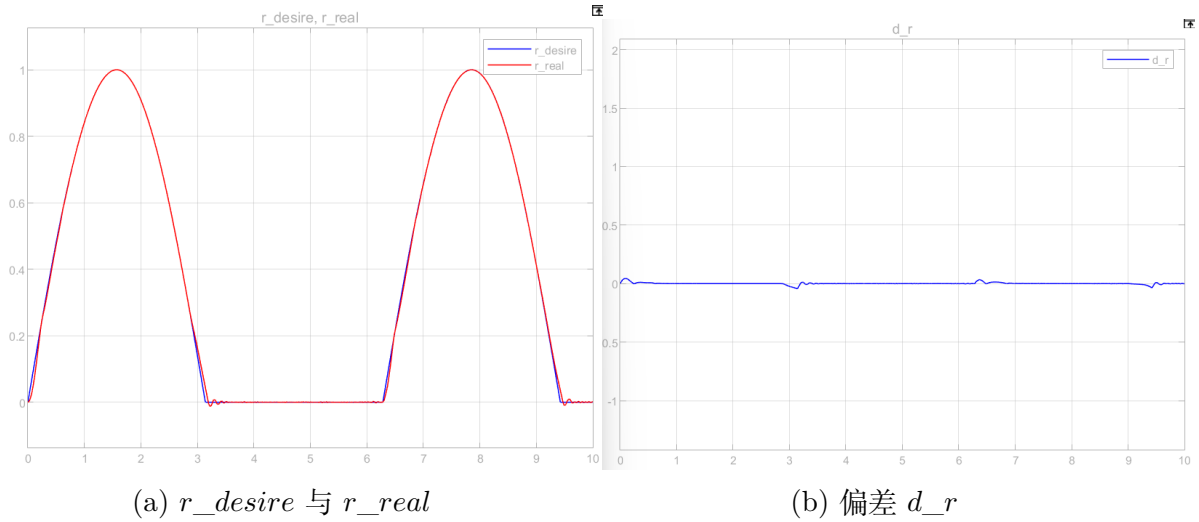 r_desire, r_real
r_desire
r_real
1
0.8
0.6
0.4
0.2
0
0 1 2 3 4 5 6 7 8 9 10
(a) r_desire 与 r_real
d_r
d_r
2
1.5
1
0.5
0
0.5
-1
0 1 2 3 4 5 6 7 8 9 10
(b) 偏差 d_r